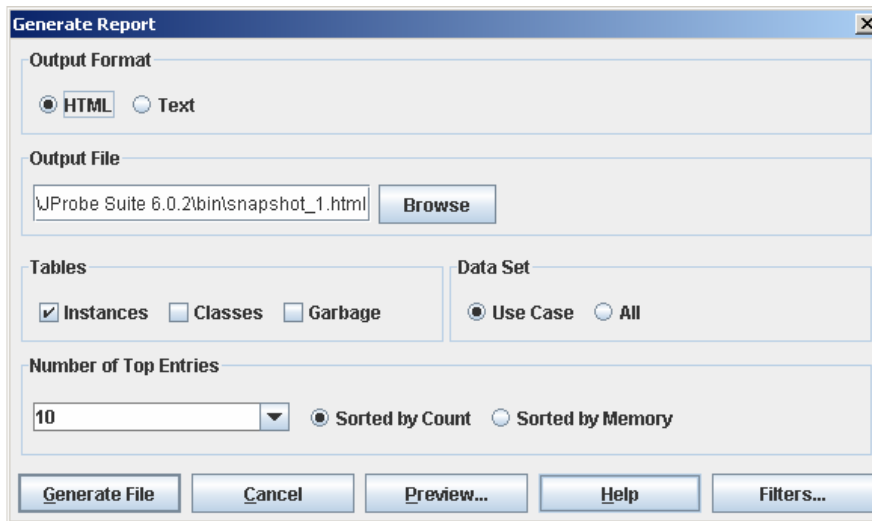 Generate Report
Output Format
HTML Text
Output File
\JProbe Suite 6.0.2\bin\snapshot_1.html Browse
Tables Data Set
Instances Classes Garbage Use Case All
Number of Top Entries
10 Sorted by Count Sorted by Memory
Generate File Cancel Preview... Help Filters...